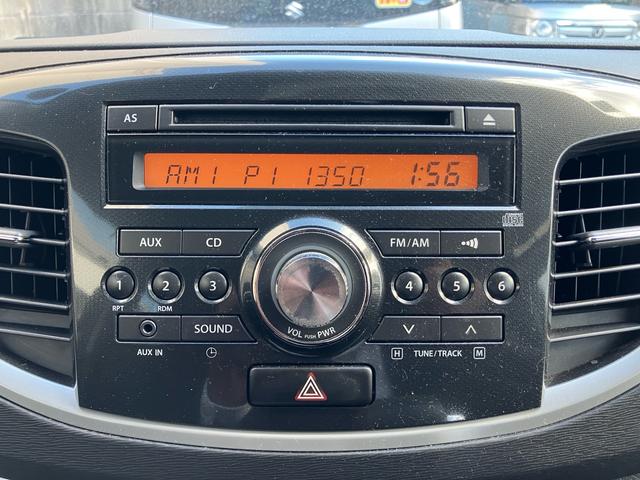 AS
AM1 P1 1350 1:56
AUX CD FM/AM
1 2 3 4 5 6
RPT RDM
SOUND
VOL PUSH PWR
AUX IN
H TUNE/TRACK M